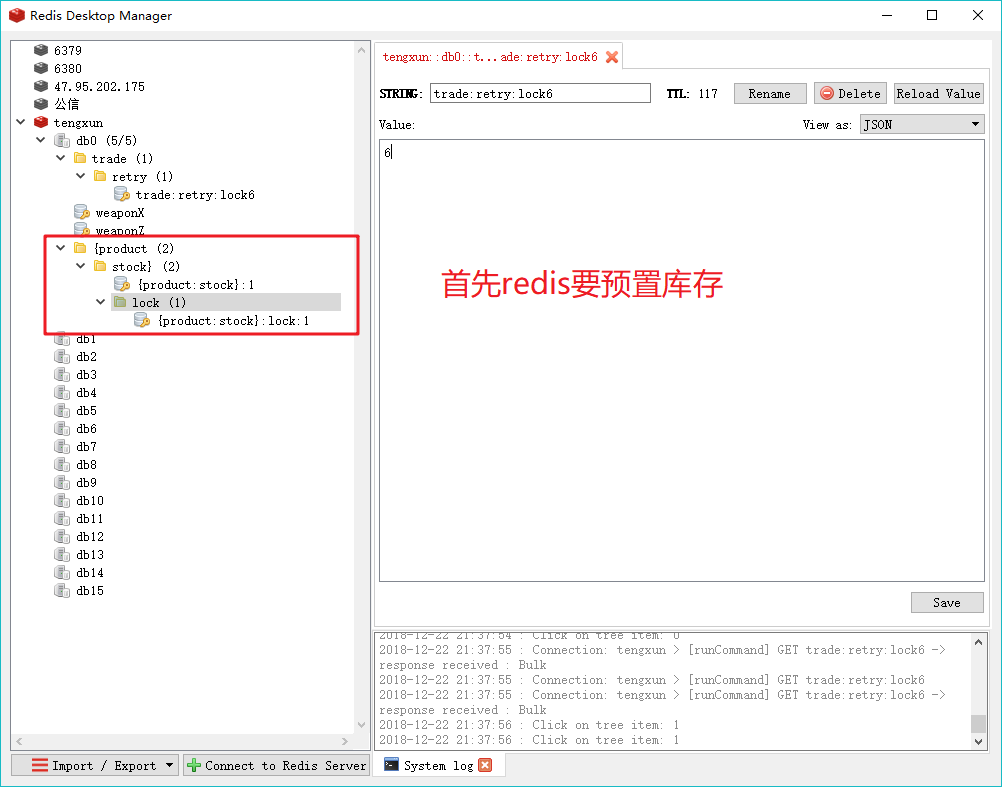 Redis Desktop Manager
6379
6380
47.95.202.175
公信
tengxun
db0 (5/5)
trade (1)
retry (1)
trade:retry:lock6
weaponX
weaponZ
{product (2)
stock} (2)
{product:stock}:1
lock (1)
{product:stock}:lock:1
db1
db2
db3
db4
db5
db6
db7
db8
db9
db10
db11
db12
db13
db14
db15
Import / Export
Connect to Redis Server
tengxun::db0::t...ade:retry:lock6
STRING: trade:retry:lock6 TTL: 117 Rename Delete Reload Value
Value: View as: JSON
6
首先redis要预置库存
Save
2018-12-22 21:37:54 : Click on tree item: 0
2018-12-22 21:37:55 : Connection: tengxun > [runCommand] GET trade:retry:lock6 ->
response received : Bulk
2018-12-22 21:37:55 : Connection: tengxun > [runCommand] GET trade:retry:lock6
2018-12-22 21:37:55 : Connection: tengxun > [runCommand] GET trade:retry:lock6 ->
response received : Bulk
2018-12-22 21:37:56 : Click on tree item: 1
2018-12-22 21:37:56 : Click on tree item: 1
System log